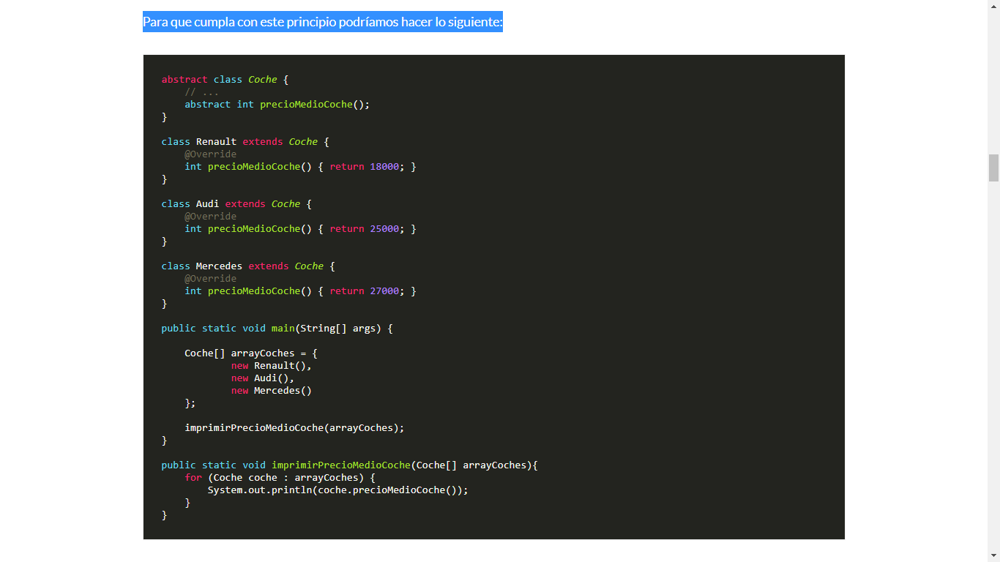 Para que cumpla con este principio podríamos hacer lo siguiente:
abstract class Coche {
    // ...
    abstract int precioMedioCoche();
}
class Renault extends Coche {
    @Override
    int precioMedioCoche() { return 18000; }
}
class Audi extends Coche {
    @Override
    int precioMedioCoche() { return 25000; }
}
class Mercedes extends Coche {
    @Override
    int precioMedioCoche() { return 27000; }
}
public static void main(String[] args) {
    Coche[] arrayCoches = {
            new Renault(),
            new Audi(),
            new Mercedes()
    };
    imprimirPrecioMedioCoche(arrayCoches);
}
public static void imprimirPrecioMedioCoche(Coche[] arrayCoches){
    for (Coche coche : arrayCoches) {
        System.out.println(coche.precioMedioCoche());
    }
}